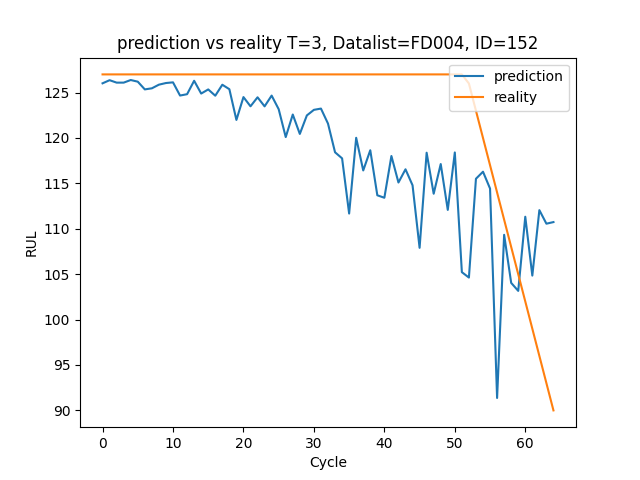 prediction vs reality T=3, Datalist=FD004, ID=152
prediction
reality
RUL
125
120
115
110
105
100
95
90
0 10 20 30 40 50 60
Cycle